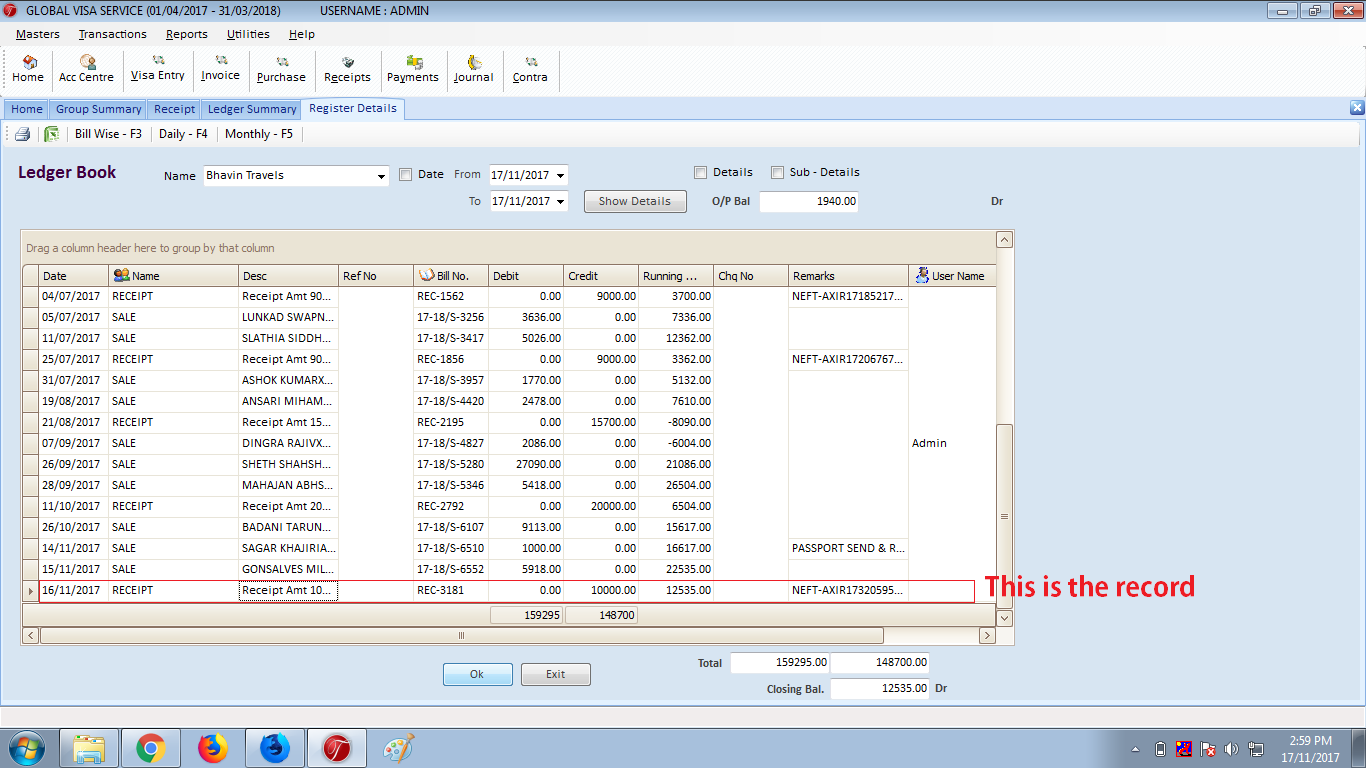 GLOBAL VISA SERVICE (01/04/2017 - 31/03/2018) USERNAME : ADMIN
Masters Transactions Reports Utilities Help
Home Acc Centre Visa Entry Invoice Purchase Receipts Payments Journal Contra
Home Group Summary Receipt Ledger Summary Register Details
Bill Wise - F3 Daily - F4 Monthly - F5
Ledger Book Name Bhavin Travels Date From 17/11/2017 Details Sub - Details
To 17/11/2017 Show Details O/P Bal 1940.00 Dr
Drag a column header here to group by that column
Date Name Desc Ref No Bill No. Debit Credit Running ... Chq No Remarks User Name
04/07/2017 RECEIPT Receipt Amt 90... REC-1562 0.00 9000.00 3700.00 NEFT-AXIR17185217...
05/07/2017 SALE LUNKAD SWAPN... 17-18/S-3256 3636.00 0.00 7336.00
11/07/2017 SALE SLATHIA SIDDH... 17-18/S-3417 5026.00 0.00 12362.00
25/07/2017 RECEIPT Receipt Amt 90... REC-1856 0.00 9000.00 3362.00 NEFT-AXIR17206767...
31/07/2017 SALE ASHOK KUMARX... 17-18/S-3957 1770.00 0.00 5132.00
19/08/2017 SALE ANSARI MIHAM... 17-18/S-4420 2478.00 0.00 7610.00
21/08/2017 RECEIPT Receipt Amt 15... REC-2195 0.00 15700.00 -8090.00
07/09/2017 SALE DINGRA RAJIVX... 17-18/S-4827 2086.00 0.00 -6004.00 Admin
26/09/2017 SALE SHETH SHAHSH... 17-18/S-5280 27090.00 0.00 21086.00
28/09/2017 SALE MAHAJAN ABHS... 17-18/S-5346 5418.00 0.00 26504.00
11/10/2017 RECEIPT Receipt Amt 20... REC-2792 0.00 20000.00 6504.00
26/10/2017 SALE BADANI TARUN... 17-18/S-6107 9113.00 0.00 15617.00
14/11/2017 SALE SAGAR KHAJIRIA... 17-18/S-6510 1000.00 0.00 16617.00 PASSPORT SEND & R...
15/11/2017 SALE GONSALVES MIL... 17-18/S-6552 5918.00 0.00 22535.00
16/11/2017 RECEIPT Receipt Amt 10... REC-3181 0.00 10000.00 12535.00 NEFT-AXIR17320595... This is the record
159295 148700
Total 159295.00 148700.00
Ok Exit
Closing Bal. 12535.00 Dr
2:59 PM
17/11/2017